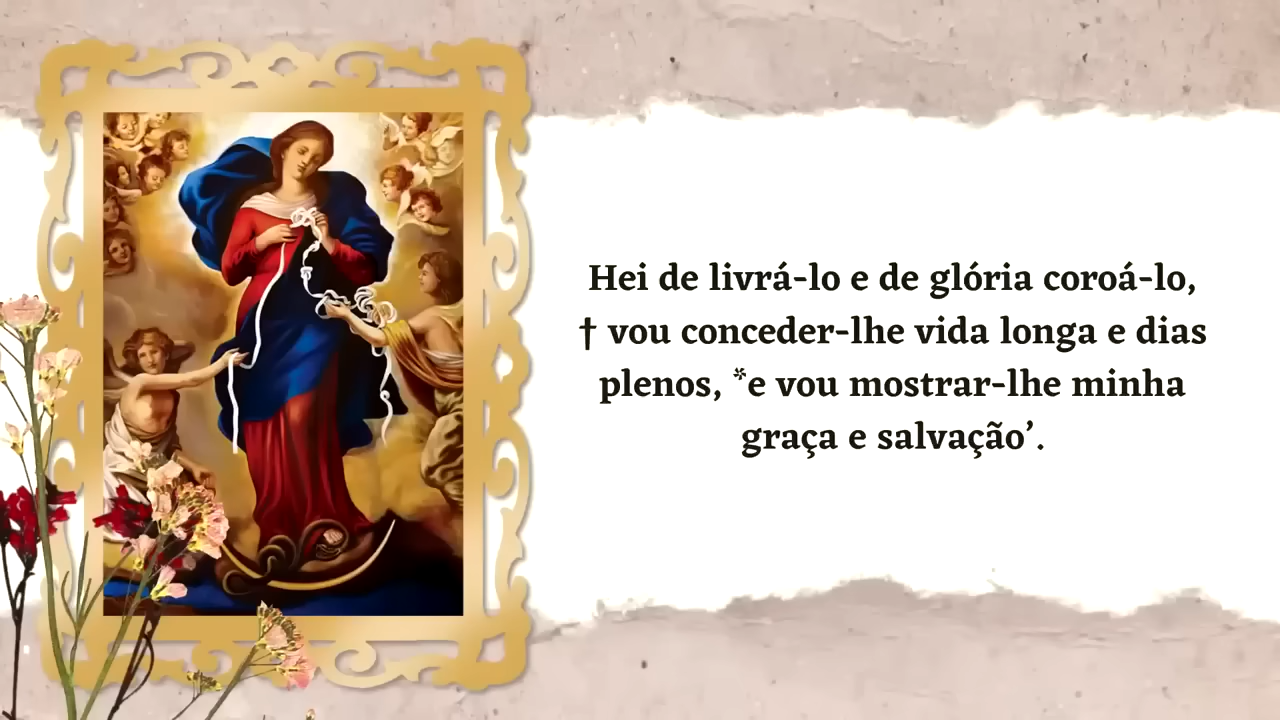 Hei de livrá-lo e de glória coroá-lo,
† vou conceder-lhe vida longa e dias
plenos, *e vou mostrar-lhe minha
graça e salvação’.